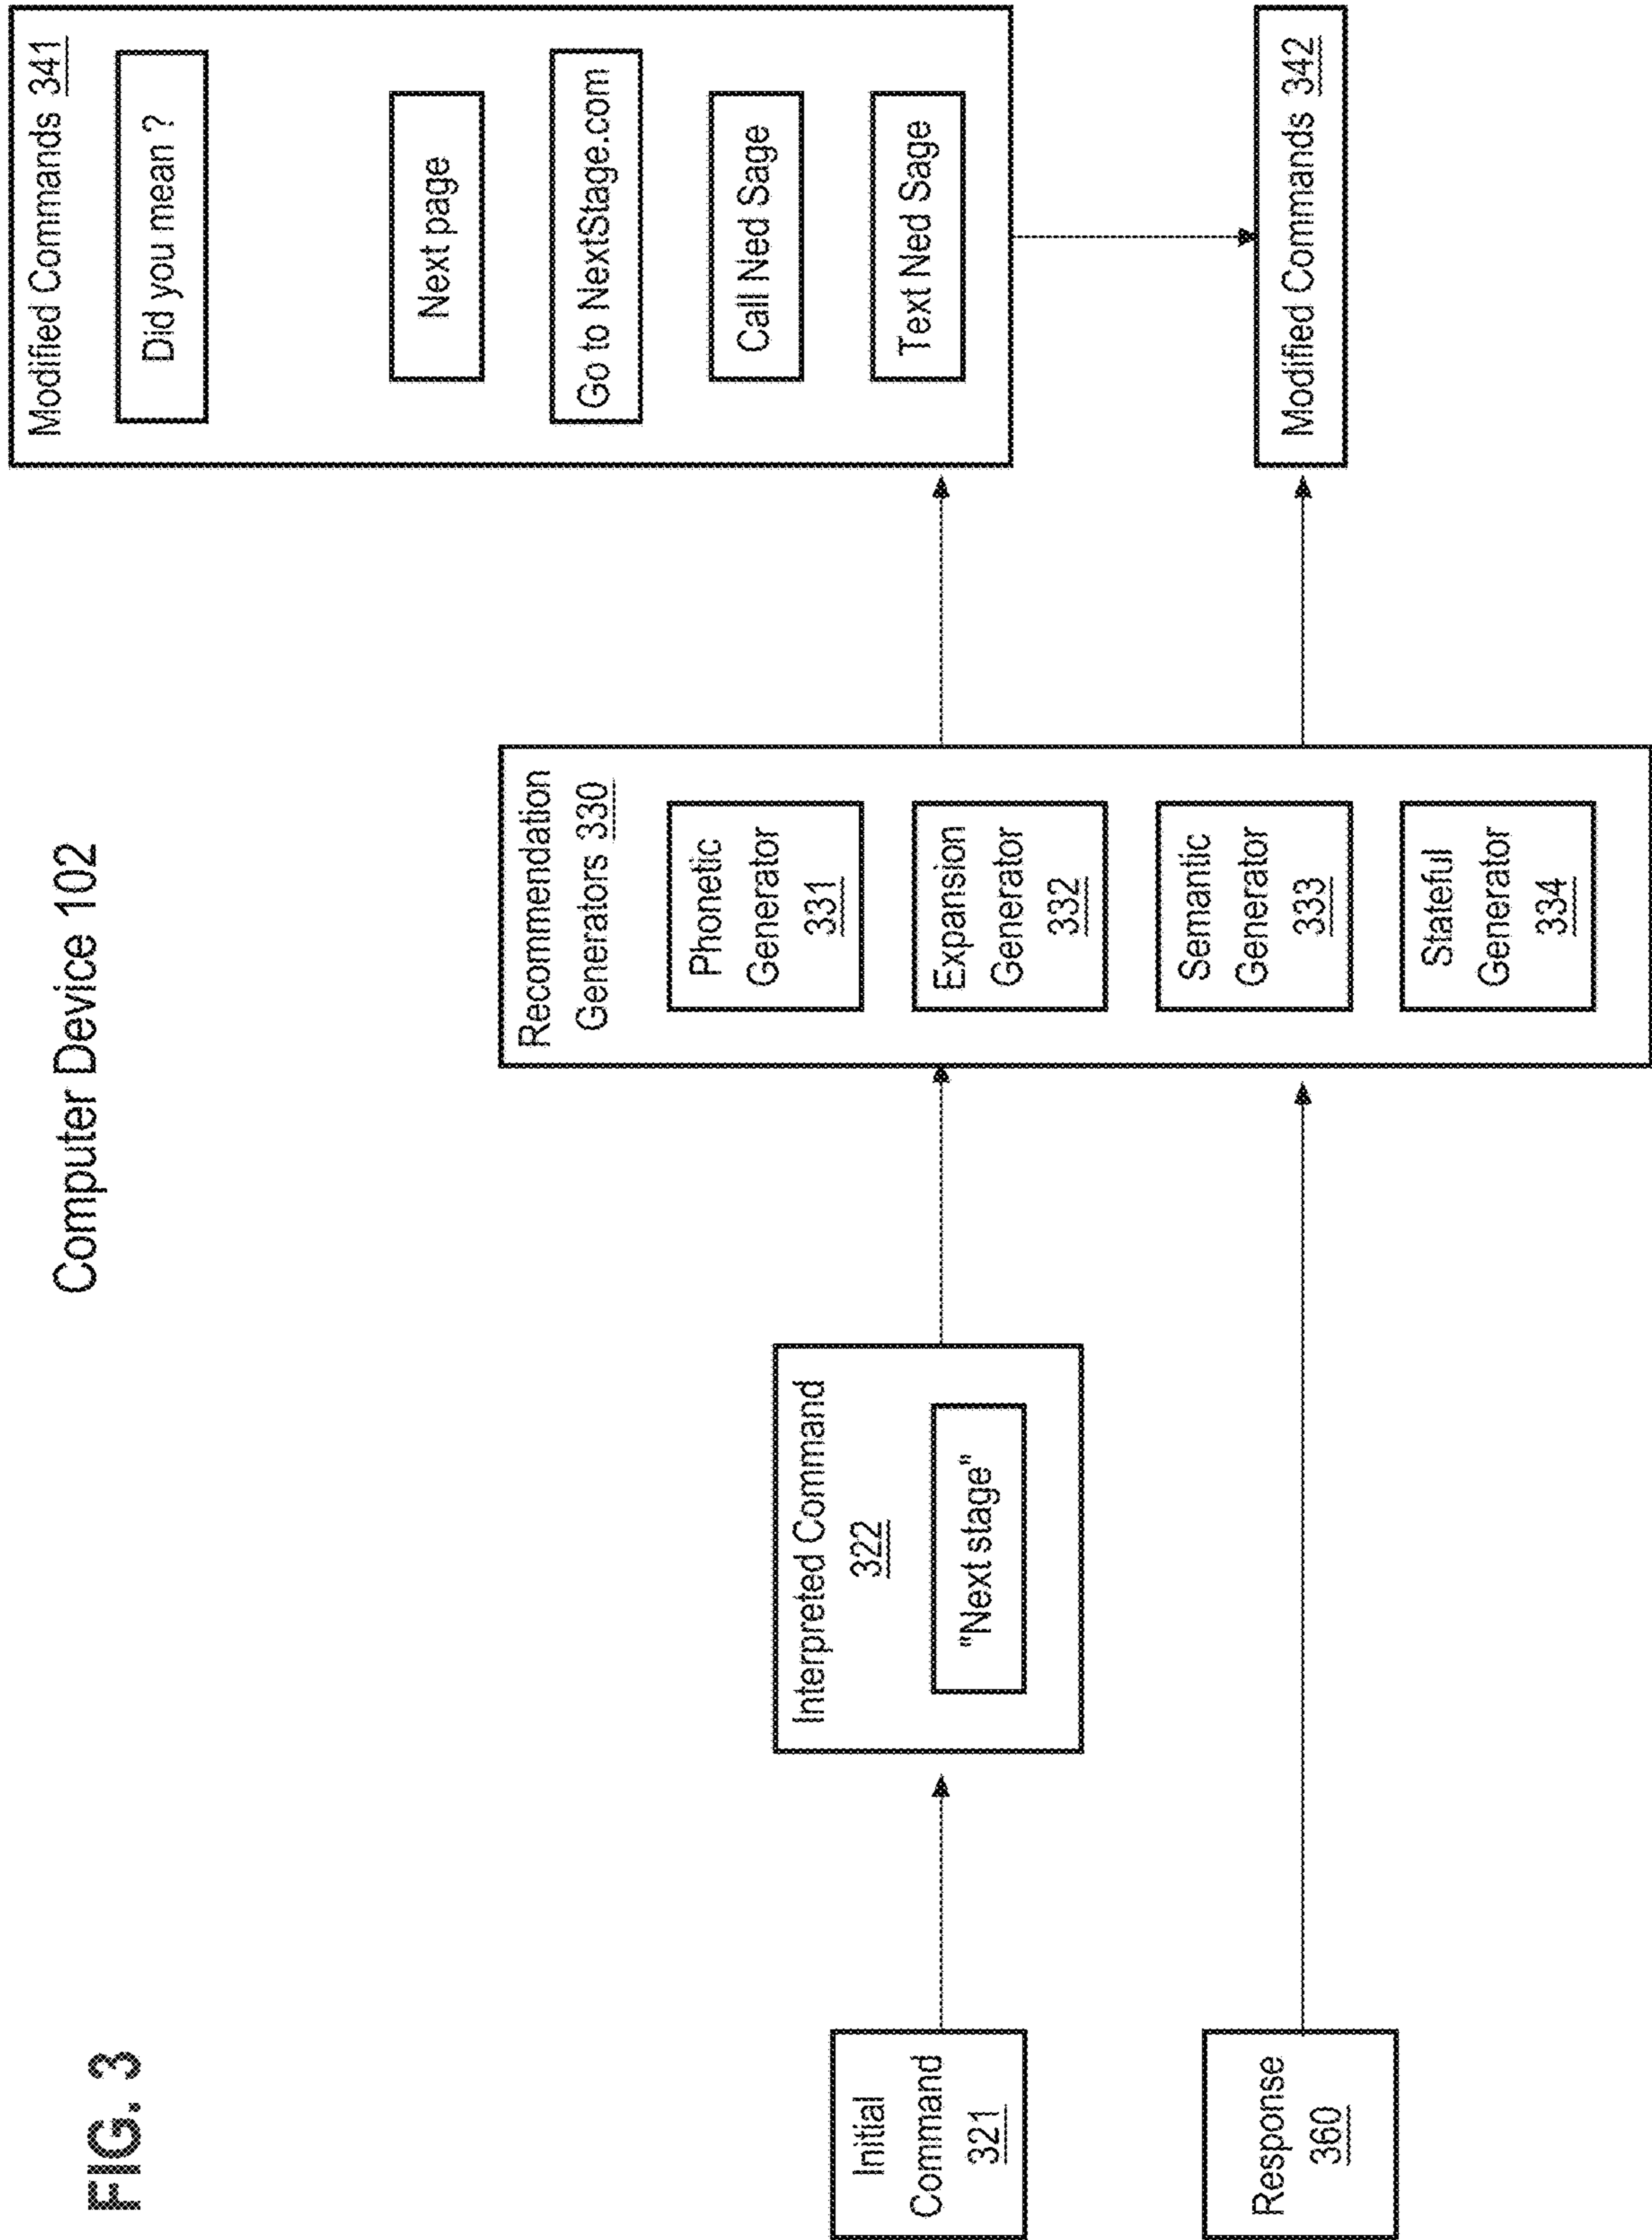 FIG. 3
Computer Device 102
Initial
Command
321
Response
360
Interpreted Command
322
"Next stage"
Recommendation
Generators 330
Phonetic
Generator
331
Expansion
Generator
332
Semantic
Generator
333
Stateful
Generator
334
Modified Commands 341
Did you mean ?
Next page
Go to NextStage.com
Call Ned Sage
Text Ned Sage
Modified Commands 342